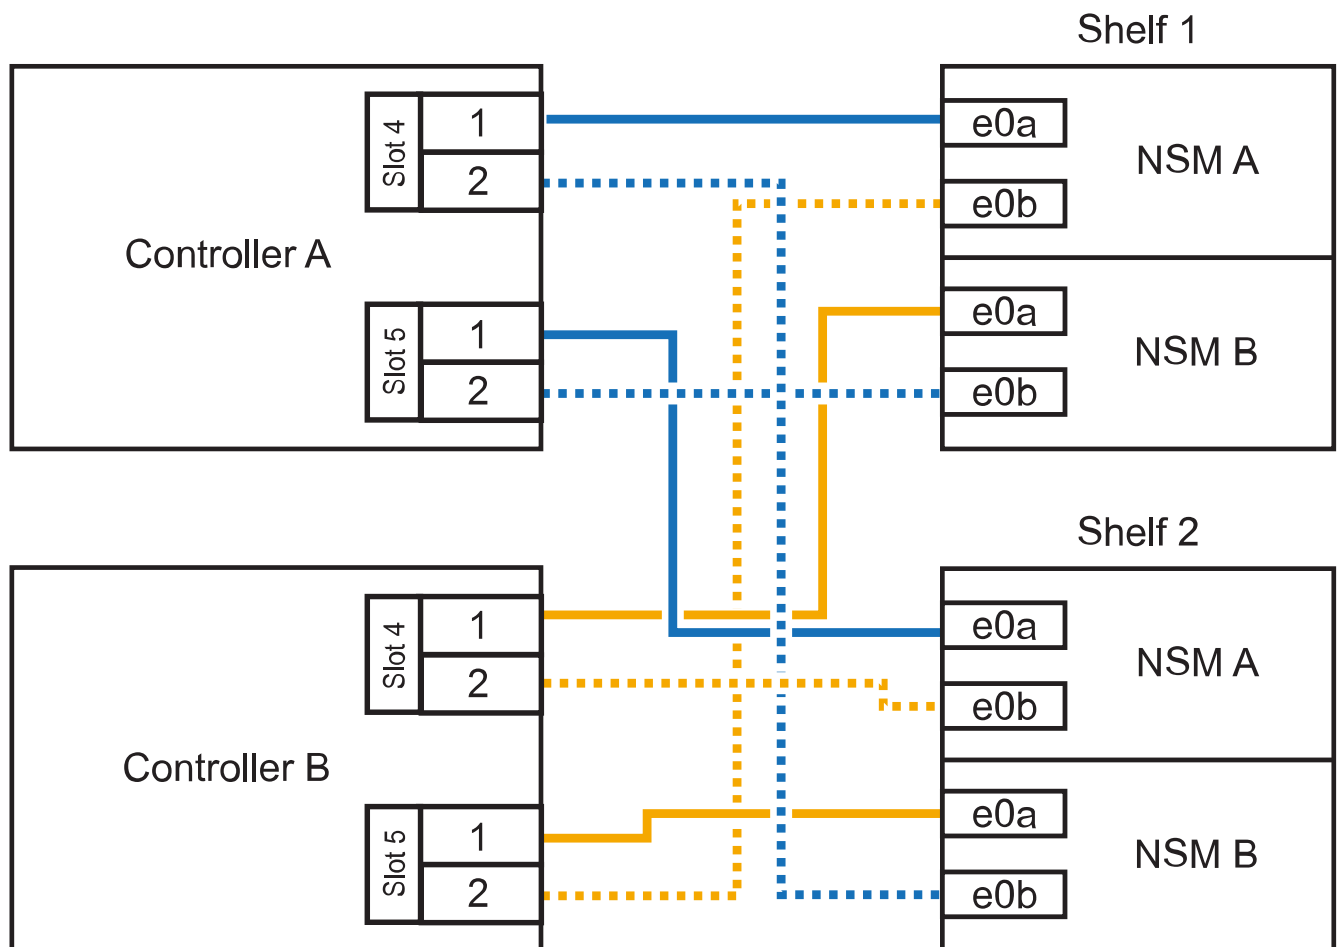 Shelf 1
Slot 4
1
2
Controller A
Slot 5
1
2
e0a
NSM A
e0b
e0a
NSM B
e0b
Shelf 2
Slot 4
1
2
Controller B
Slot 5
1
2
e0a
NSM A
e0b
e0a
NSM B
e0b